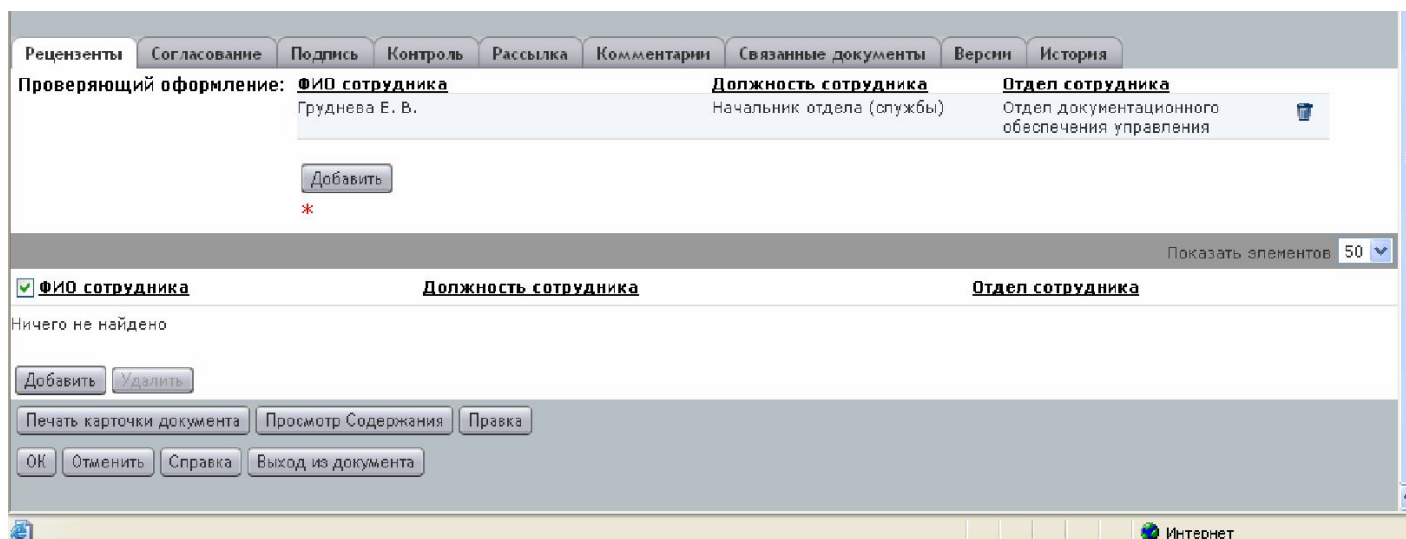 Рецензенты Согласование Подпись Контроль Рассылка Комментарии Связанные документы Версии История
Проверяющий оформление: ФИО сотрудника Должность сотрудника Отдел сотрудника
Груднева Е. В. Начальник отдела (службы) Отдел документационного
обеспечения управления
Добавить
*
Показать элементов 50
ФИО сотрудника Должность сотрудника Отдел сотрудника
Ничего не найдено
Добавить Удалить
Печать карточки документа Просмотр Содержания Правка
ОК Отменить Справка Выход из документа
Интернет